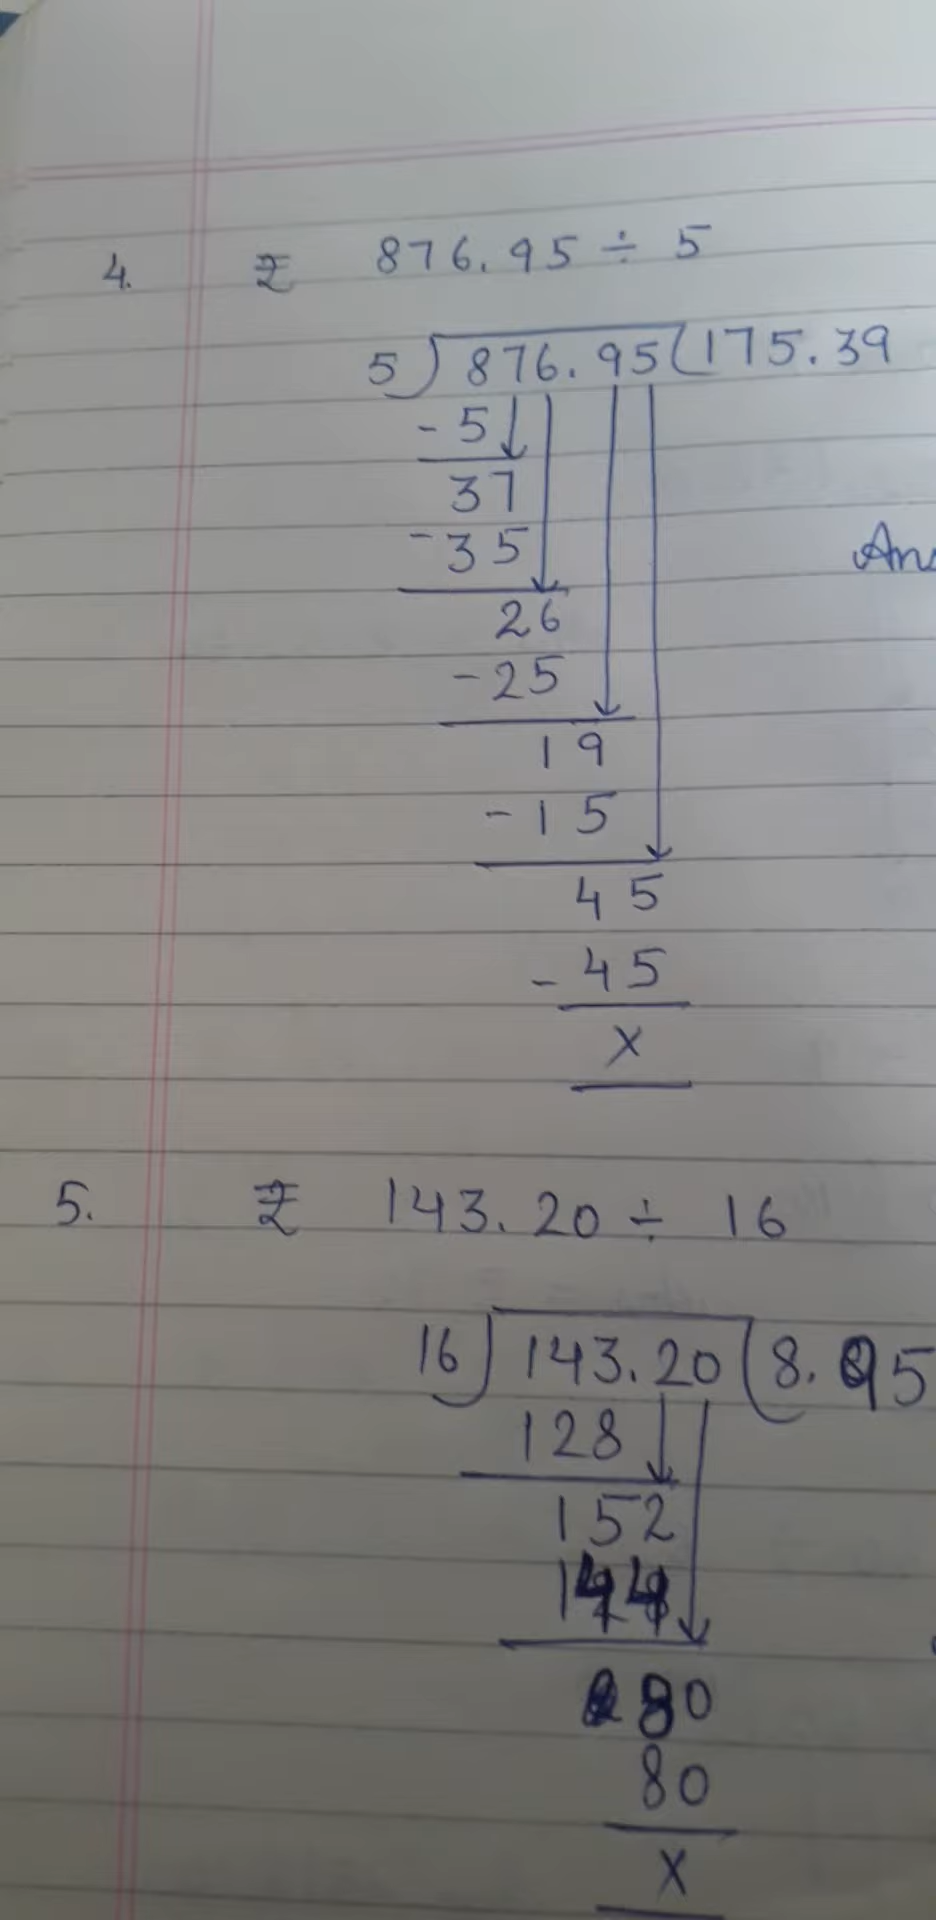 4. ₹ 876.95 ÷ 5
5 ) 876.95 ( 175.39
- 5
37
- 35
Ans
26
- 25
19
- 15
45
- 45
x
5. ₹ 143.20 ÷ 16
16 ) 143.20 ( 8.95
128
152
144
80
80
x